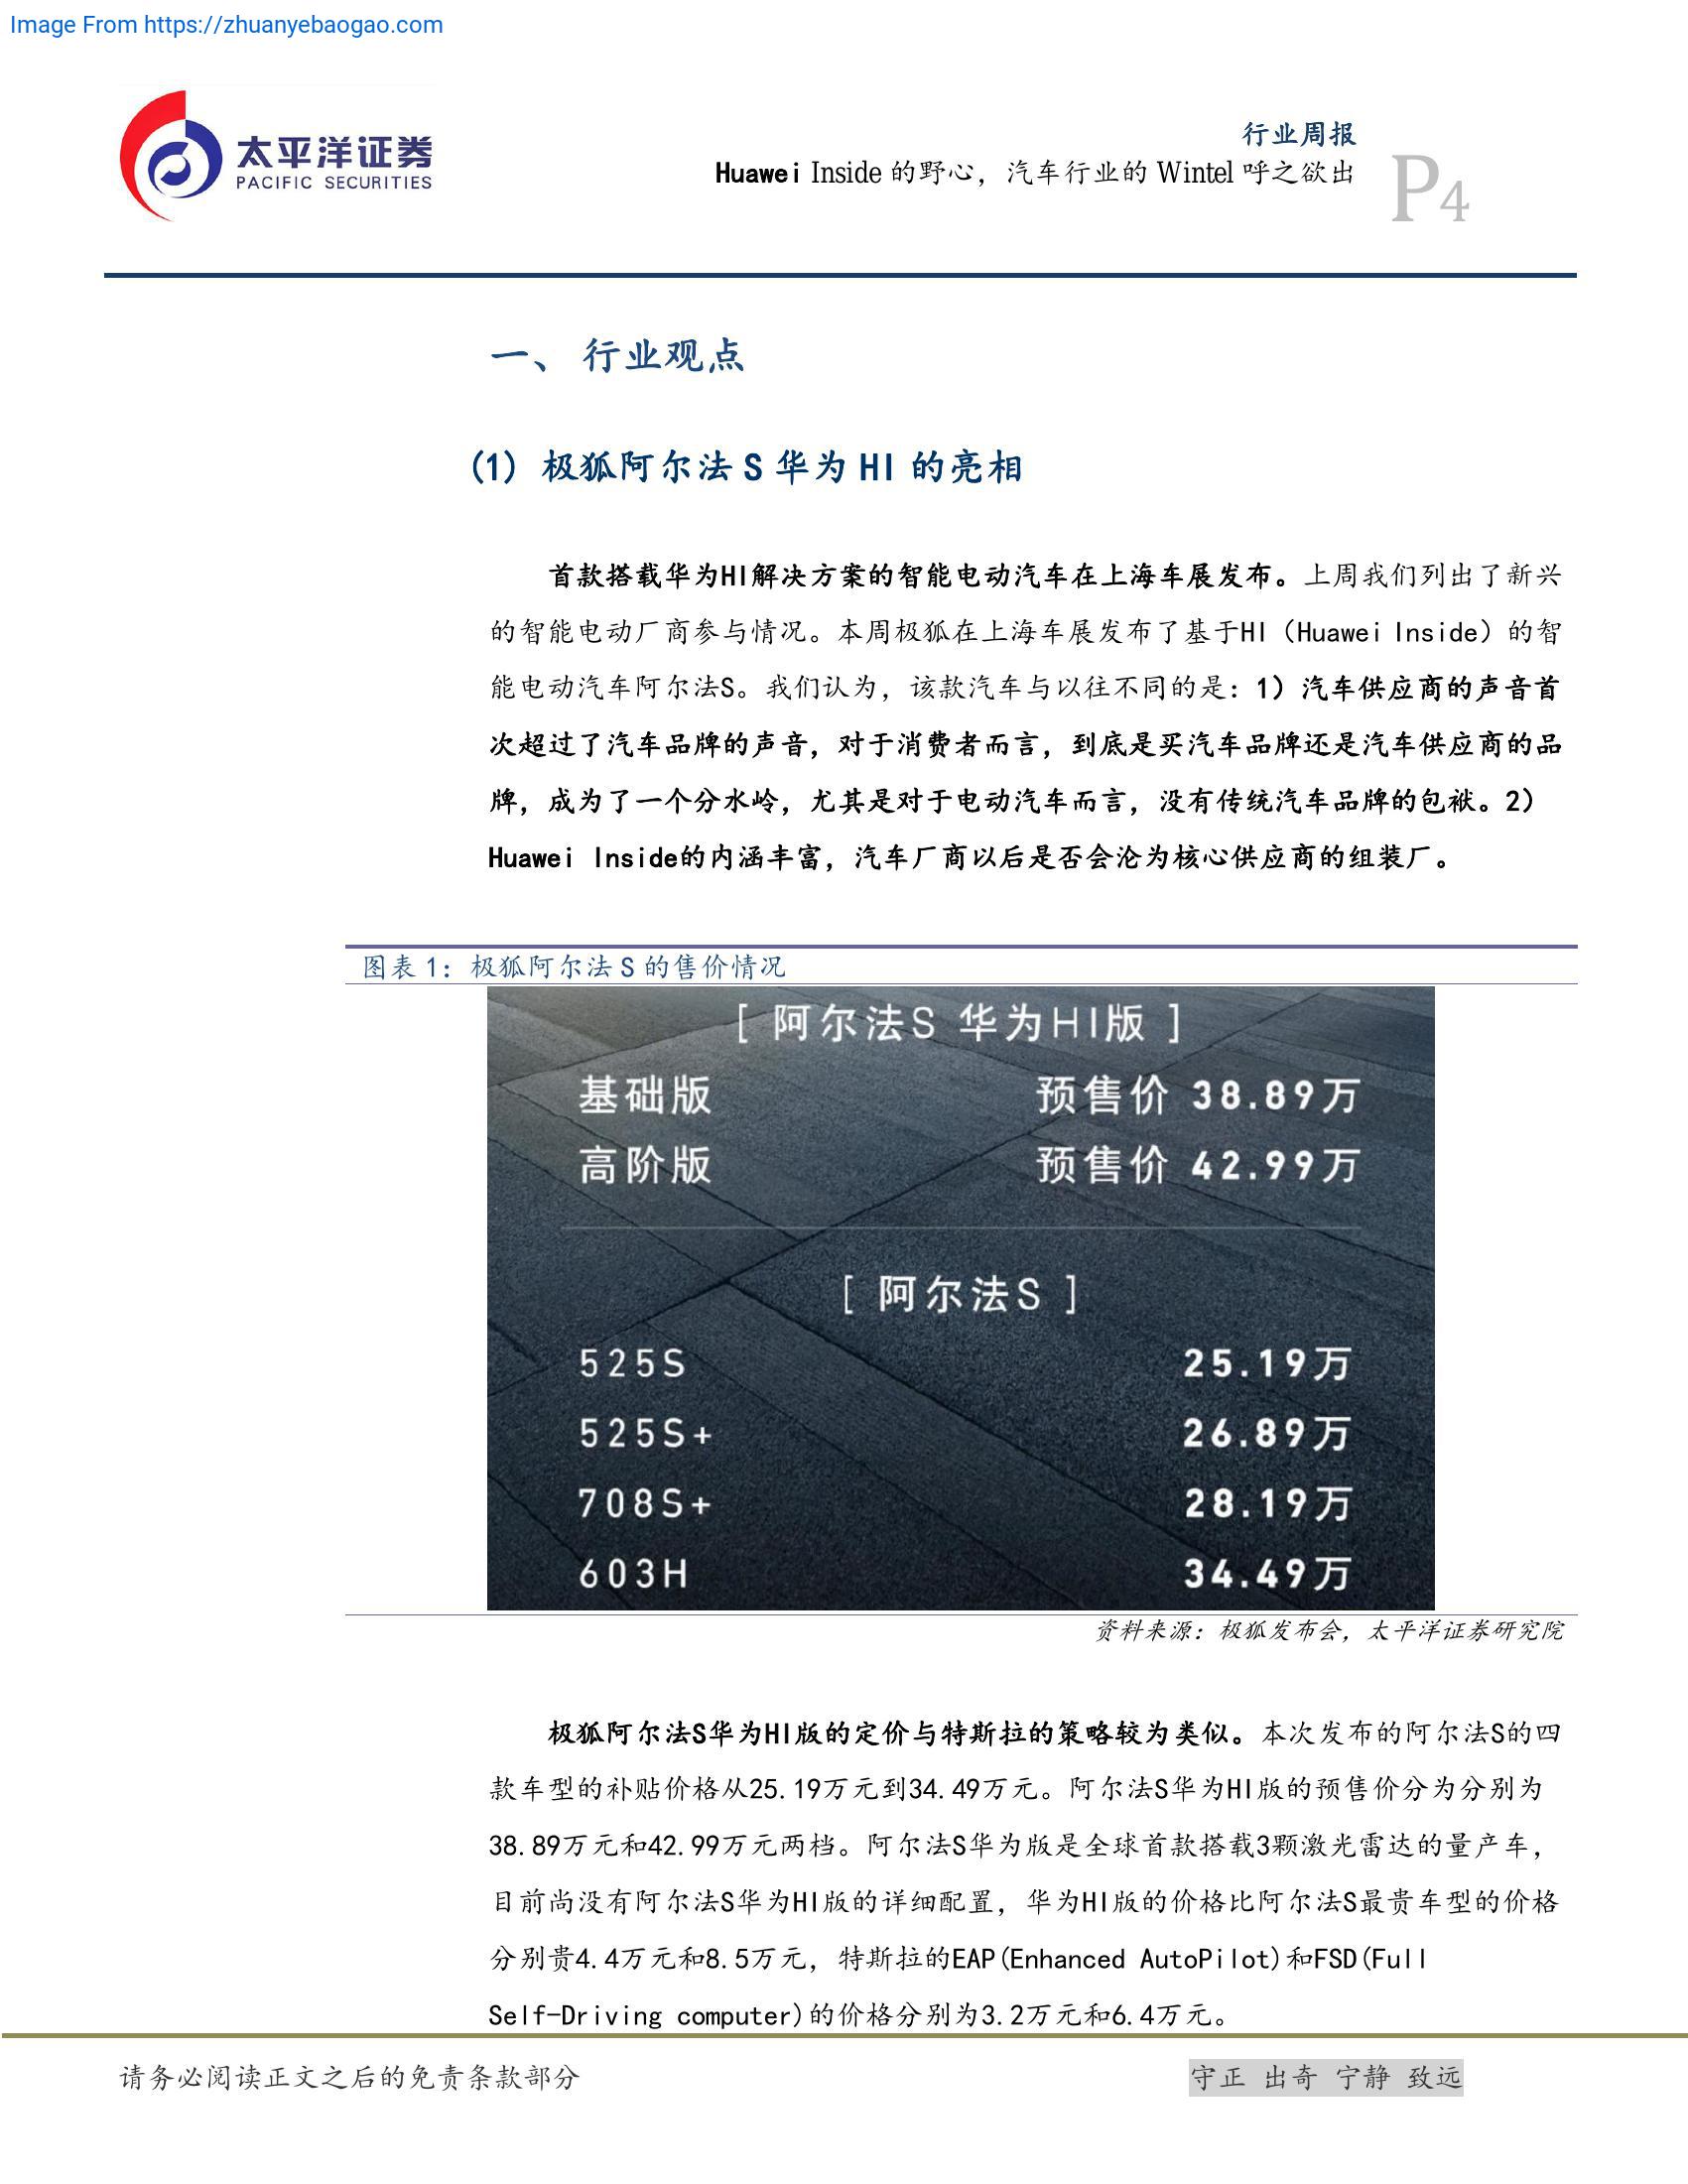 Image From https://zhuanyebaogao.com
太平洋证券
PACIFIC SECURITIES
行业周报
Huawei Inside 的野心，汽车行业的 Wintel 呼之欲出
P4
一、 行业观点
(1) 极狐阿尔法 S 华为 HI 的亮相
首款搭载华为HI解决方案的智能电动汽车在上海车展发布。上周我们列出了新兴
的智能电动厂商参与情况。本周极狐在上海车展发布了基于HI（Huawei Inside）的智
能电动汽车阿尔法S。我们认为，该款汽车与以往不同的是：1）汽车供应商的声音首
次超过了汽车品牌的声音，对于消费者而言，到底是买汽车品牌还是汽车供应商的品
牌，成为了一个分水岭，尤其是对于电动汽车而言，没有传统汽车品牌的包袱。2）
Huawei Inside的内涵丰富，汽车厂商以后是否会沦为核心供应商的组装厂。
图表 1：极狐阿尔法 S 的售价情况
[ 阿尔法S 华为HI版 ]
基础版 预售价 38.89万
高阶版 预售价 42.99万
[ 阿尔法S ]
525S 25.19万
525S+ 26.89万
708S+ 28.19万
603H 34.49万
资料来源：极狐发布会，太平洋证券研究院
极狐阿尔法S华为HI版的定价与特斯拉的策略较为类似。本次发布的阿尔法S的四
款车型的补贴价格从25.19万元到34.49万元。阿尔法S华为HI版的预售价分为分别为
38.89万元和42.99万元两档。阿尔法S华为版是全球首款搭载3颗激光雷达的量产车，
目前尚没有阿尔法S华为HI版的详细配置，华为HI版的价格比阿尔法S最贵车型的价格
分别贵4.4万元和8.5万元，特斯拉的EAP(Enhanced AutoPilot)和FSD(Full
Self-Driving computer)的价格分别为3.2万元和6.4万元。
请务必阅读正文之后的免责条款部分
守正 出奇 宁静 致远